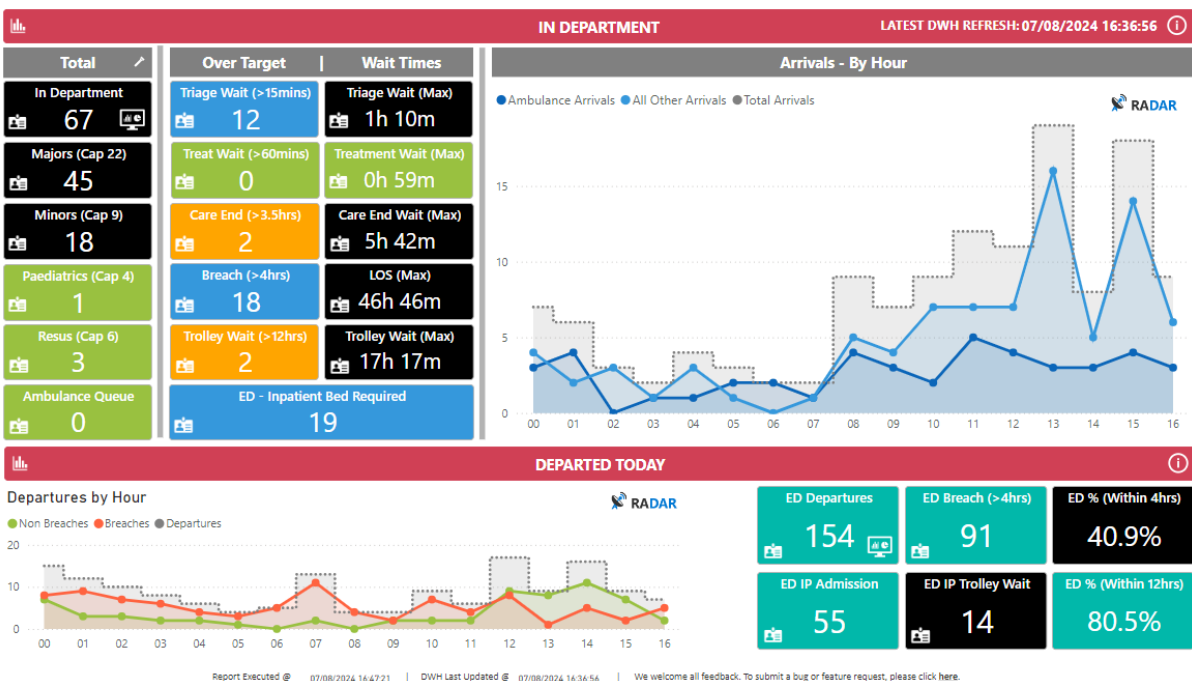 IN DEPARTMENT
LATEST DWH REFRESH: 07/08/2024 16:36:56
Total
Over Target | Wait Times
Arrivals - By Hour
In Department
67
Majors (Cap 22)
45
Minors (Cap 9)
18
Paediatrics (Cap 4)
1
Resus (Cap 6)
3
Ambulance Queue
0
Triage Wait (>15mins)
12
Triage Wait (Max)
1h 10m
Treat Wait (>60mins)
0
Treatment Wait (Max)
0h 59m
Care End (>3.5hrs)
2
Care End Wait (Max)
5h 42m
Breach (>4hrs)
18
LOS (Max)
46h 46m
Trolley Wait (>12hrs)
2
Trolley Wait (Max)
17h 17m
ED - Inpatient Bed Required
19
Ambulance Arrivals All Other Arrivals Total Arrivals
RADAR
15
10
5
0
00 01 02 03 04 05 06 07 08 09 10 11 12 13 14 15 16
DEPARTED TODAY
Departures by Hour
RADAR
Non Breaches Breaches Departures
20
10
0
00 01 02 03 04 05 06 07 08 09 10 11 12 13 14 15 16
ED Departures
154
ED Breach (>4hrs)
91
ED % (Within 4hrs)
40.9%
ED IP Admission
55
ED IP Trolley Wait
14
ED % (Within 12hrs)
80.5%
Report Executed @ 07/08/2024 16:47:21 | DWH Last Updated @ 07/08/2024 16:36:56 | We welcome all feedback. To submit a bug or feature request, please click here.